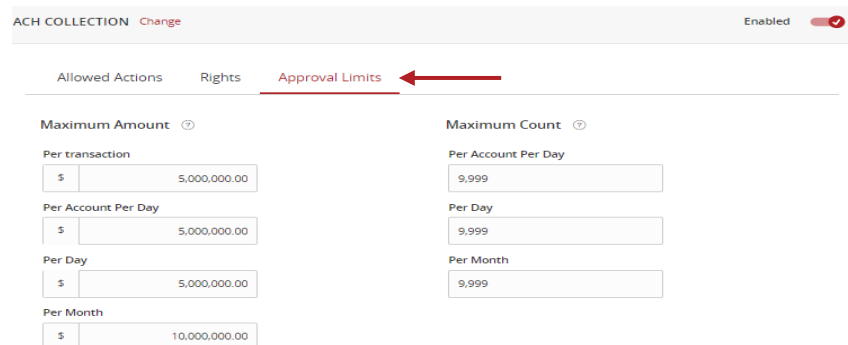 ACH COLLECTION Change Enabled
Allowed Actions Rights Approval Limits
Maximum Amount ? Maximum Count ?
Per transaction Per Account Per Day
$ 5,000,000.00 9,999
Per Account Per Day Per Day
$ 5,000,000.00 9,999
Per Day Per Month
$ 5,000,000.00 9,999
Per Month
$ 10,000,000.00